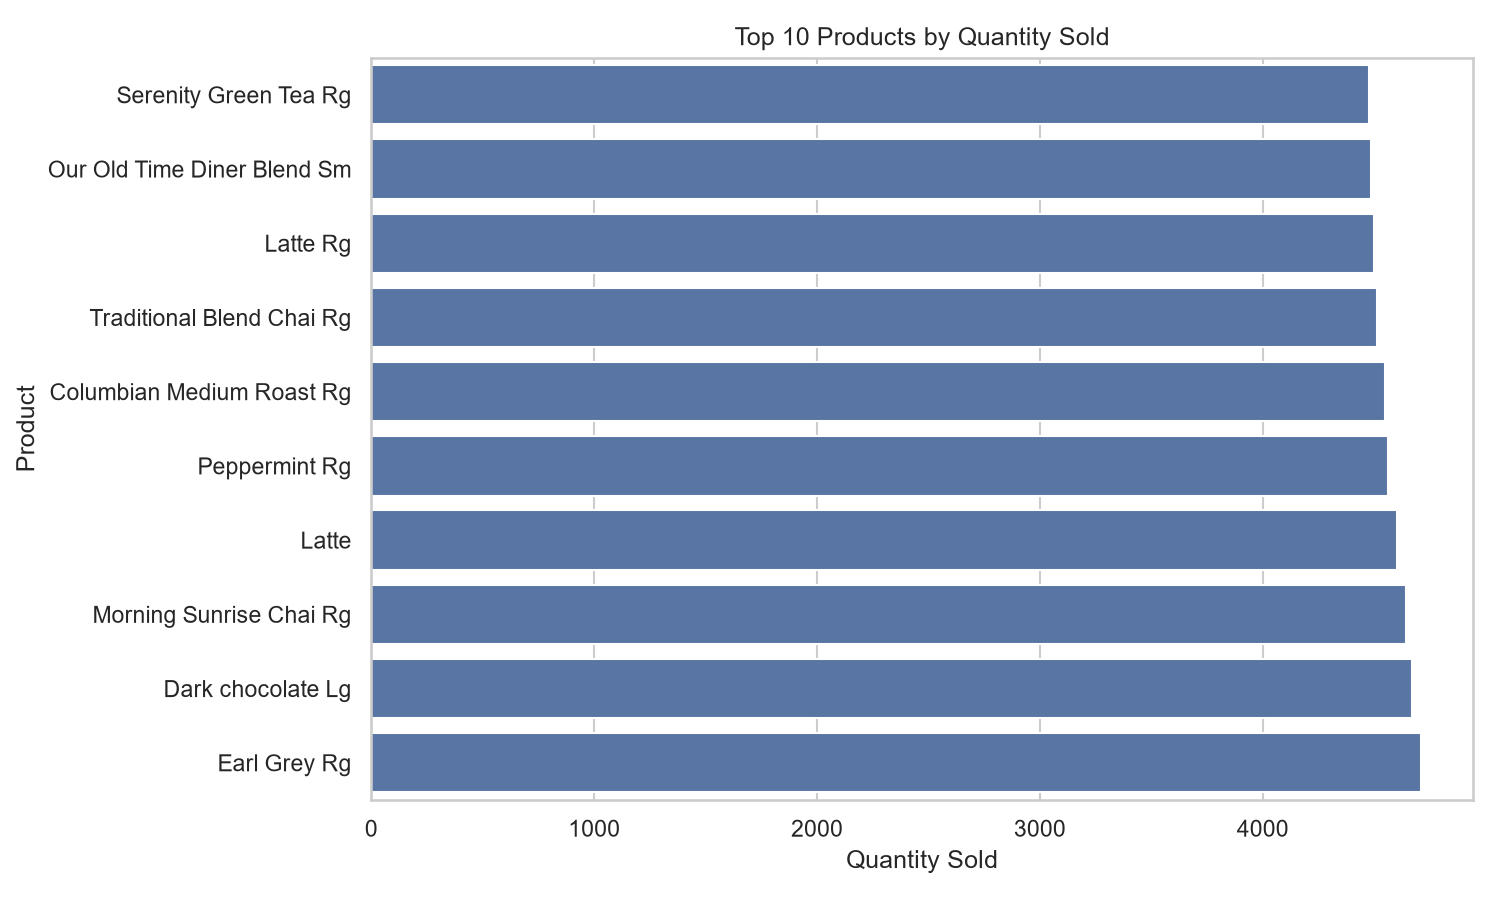 Top 10 Products by Quantity Sold
Serenity Green Tea Rg
Our Old Time Diner Blend Sm
Latte Rg
Traditional Blend Chai Rg
Columbian Medium Roast Rg
Peppermint Rg
Latte
Morning Sunrise Chai Rg
Dark chocolate Lg
Earl Grey Rg
Product
0 1000 2000 3000 4000
Quantity Sold